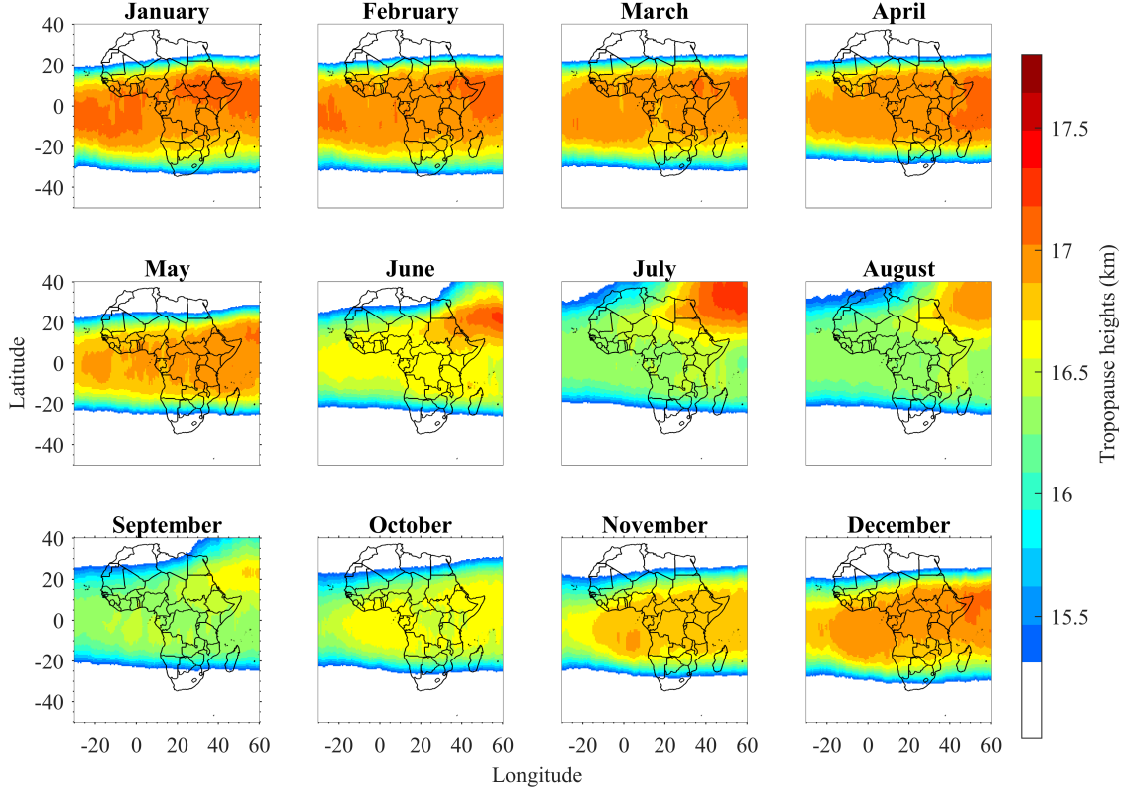 January February March April
40
20
0
-20
-40
May June July August
40
20
0
-20
-40
September October November December
40
20
0
-20
-40
-20 0 20 40 60 -20 0 20 40 60 -20 0 20 40 60 -20 0 20 40 60
Latitude
Longitude
17.5
17
16.5
16
15.5
Tropopause heights (km)